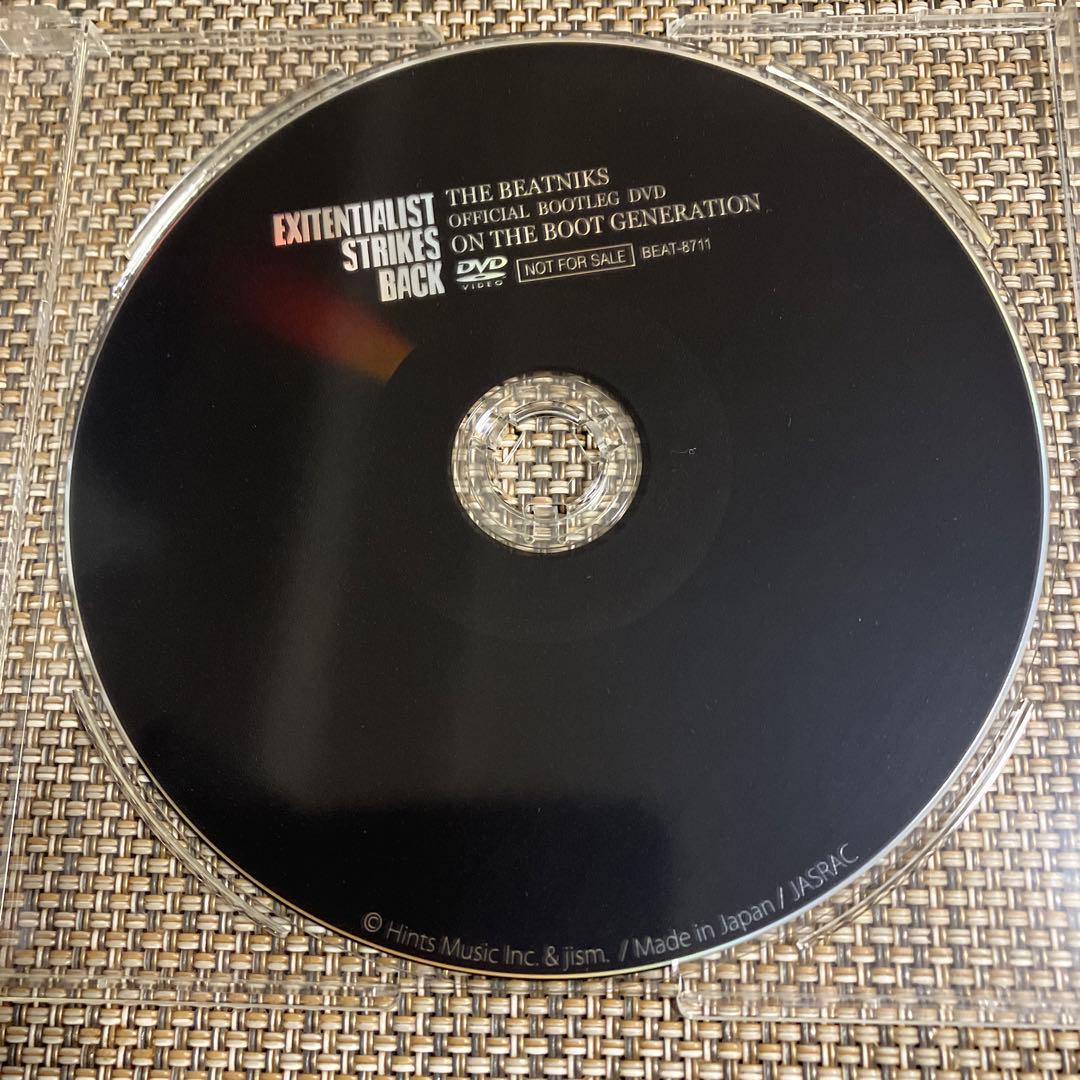 EXITENTIALIST
STRIKES
BACK
THE BEATNIKS
OFFICIAL BOOTLEG DVD
ON THE BOOT GENERATION
DVD
VIDEO
NOT FOR SALE
BEAT-8711
© Hints Music Inc. & jism. / Made in Japan / JASRAC